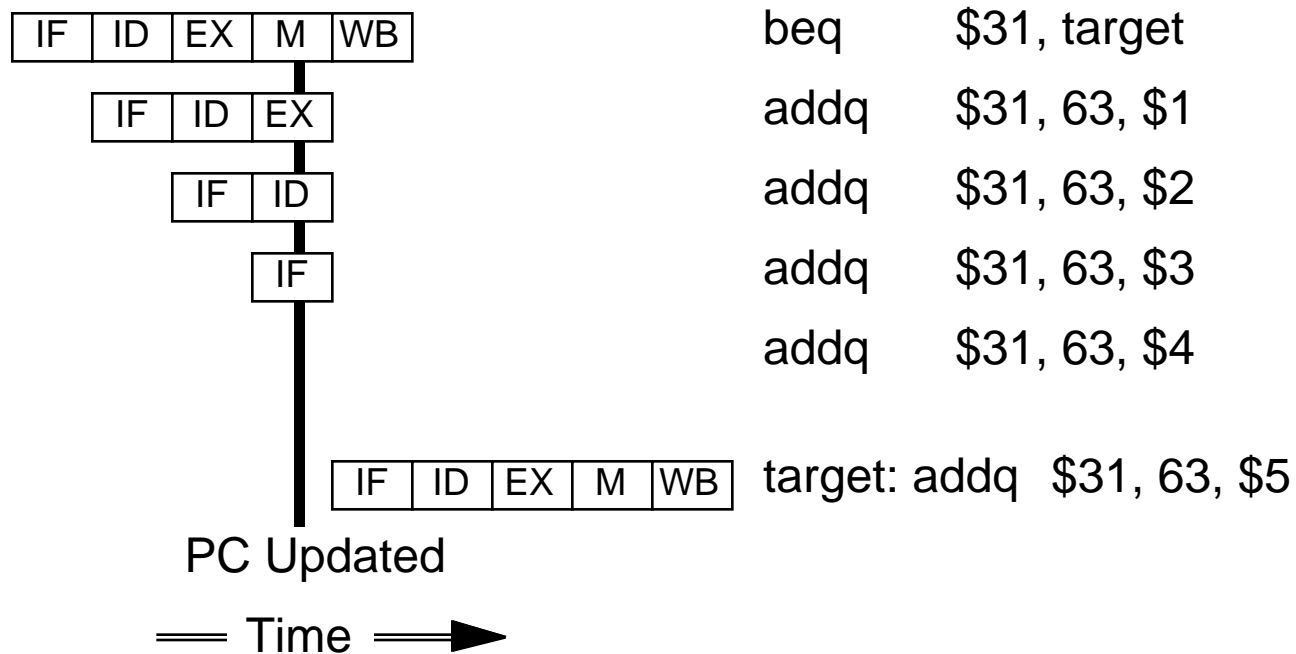 IF ID EX M WB beq $31, target
IF ID EX addq $31, 63, $1
IF ID addq $31, 63, $2
IF addq $31, 63, $3
addq $31, 63, $4
IF ID EX M WB target: addq $31, 63, $5
PC Updated
Time